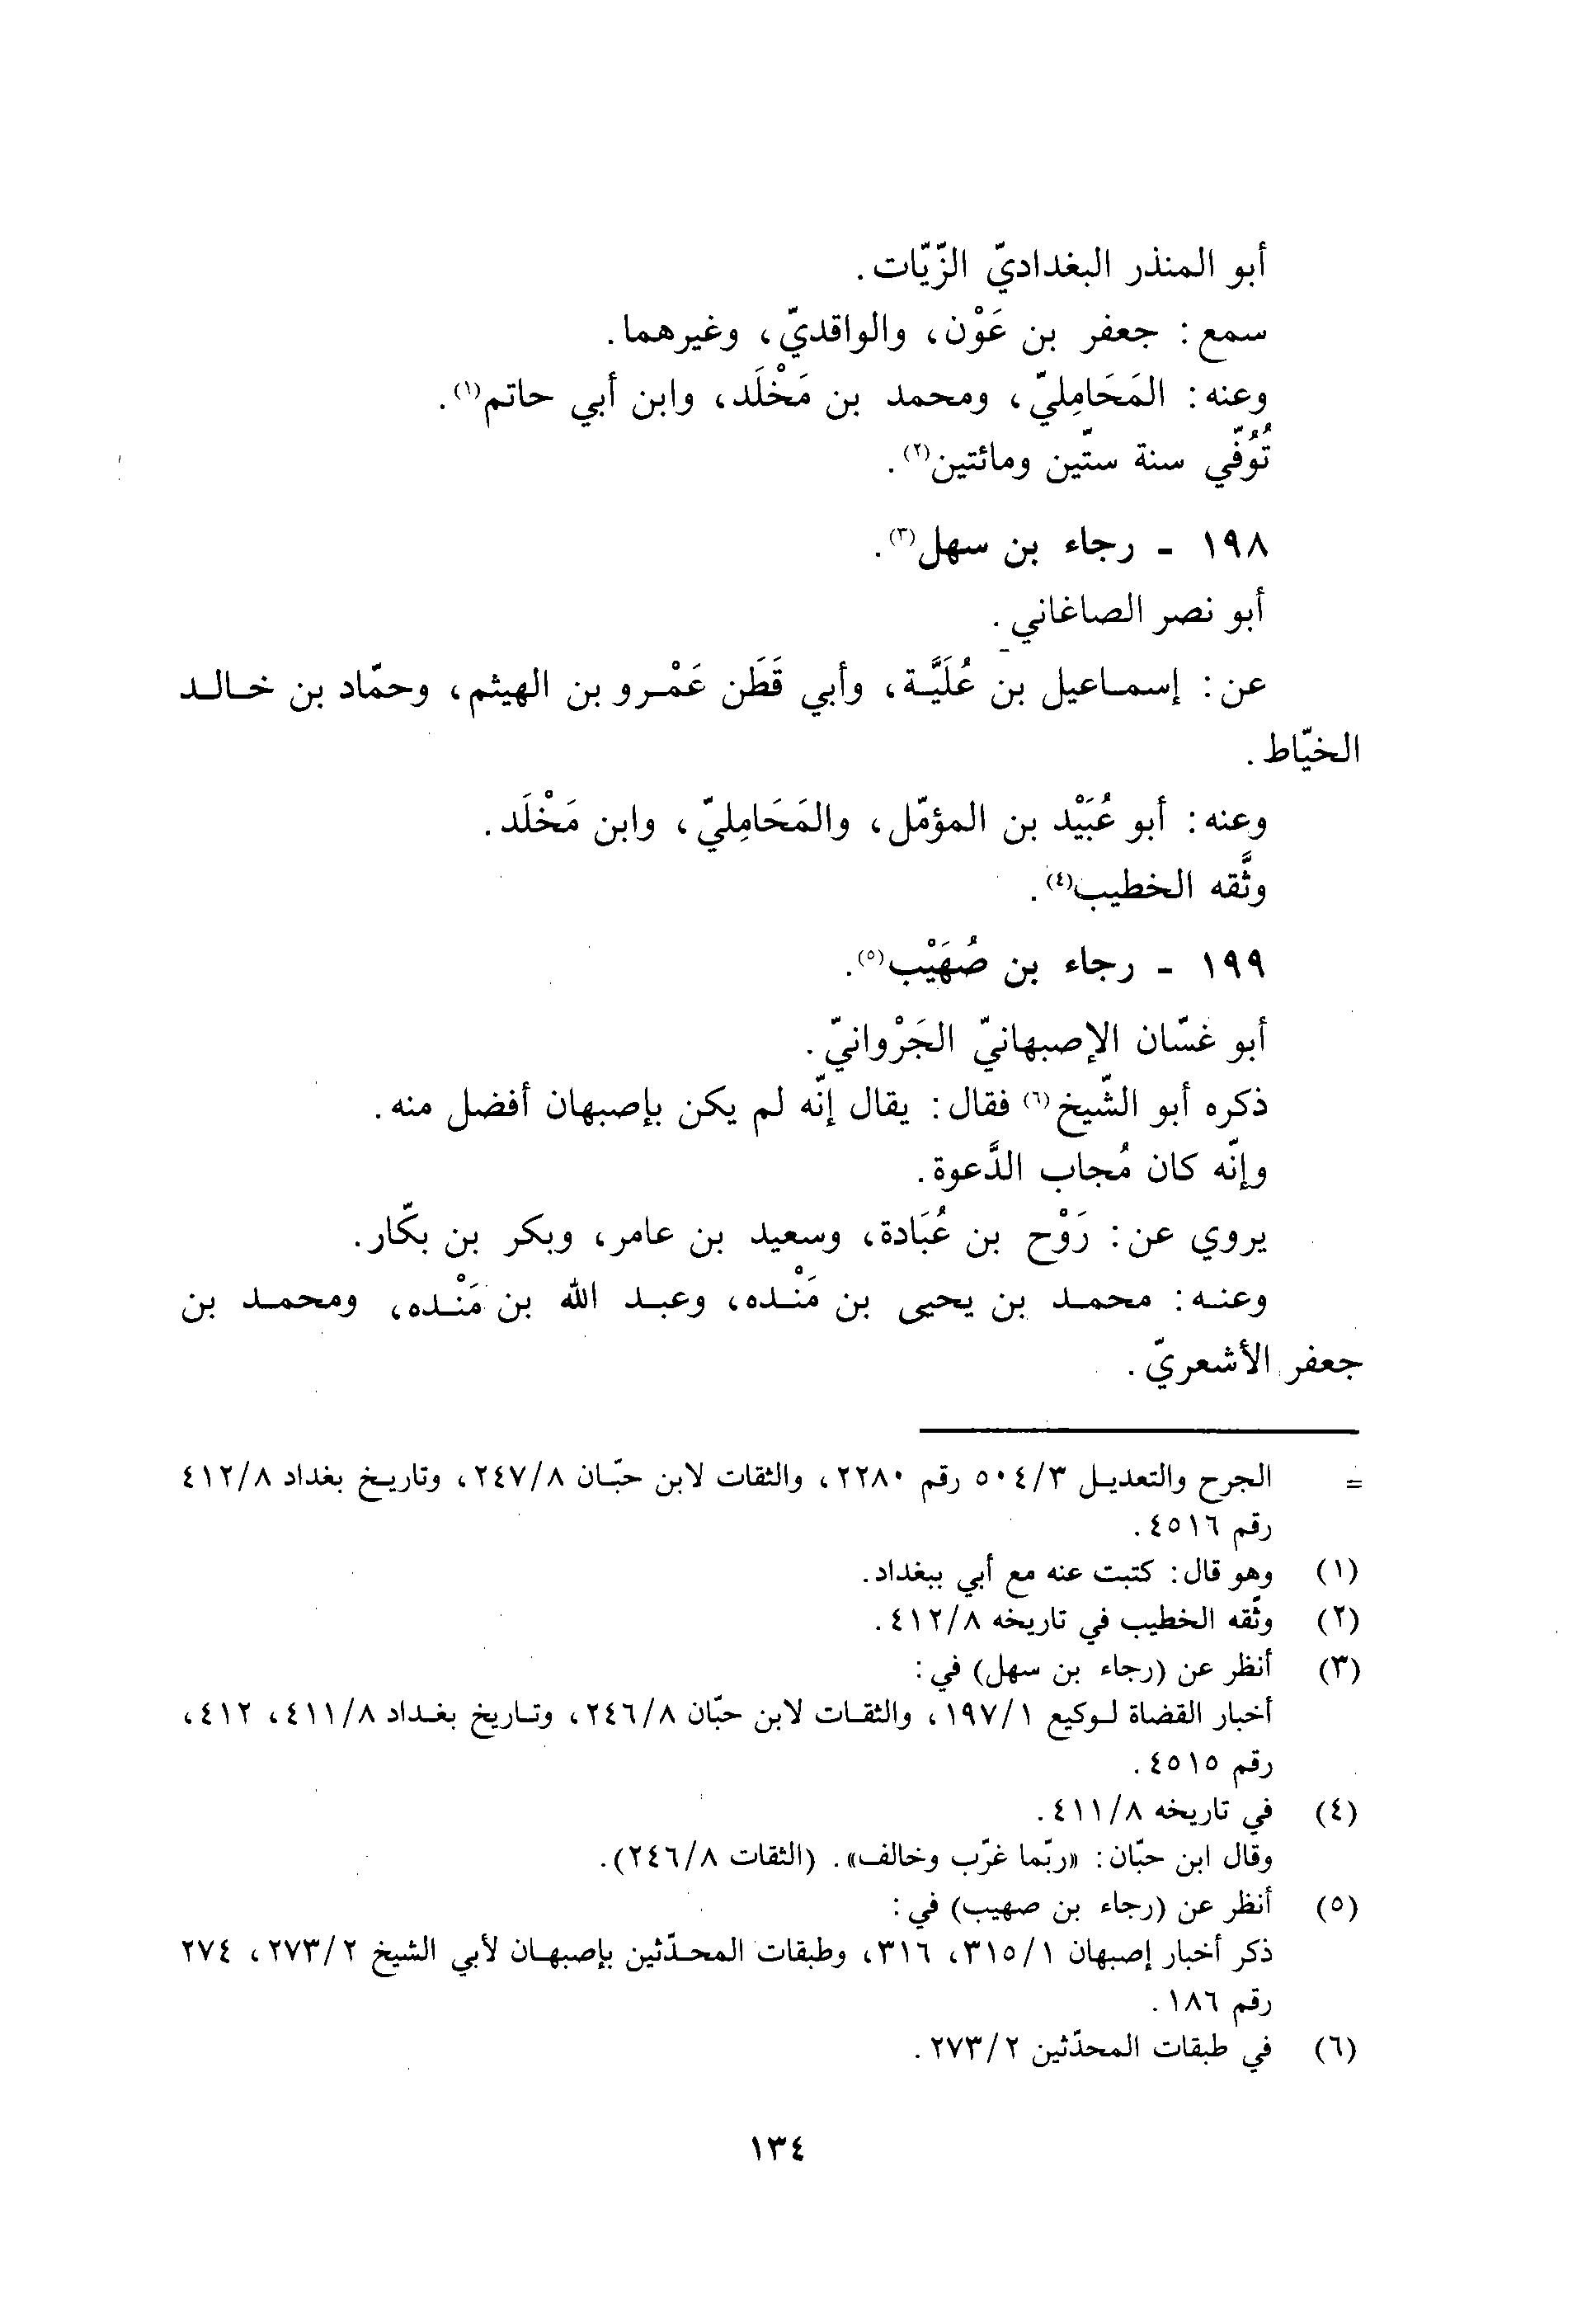 أبو المنذر البغداديّ الزّيّات.
سمع: جعفر بن عَوْن، والواقديّ، وغيرهما.
وعنه: المَحَامِليّ، ومحمد بن مَخْلَد، وابن أبي حاتم(١).
تُوُفّي سنة ستّين ومائتين(٢).
١٩٨ - رجاء بن سهل(٣).
أبو نصر الصاغاني.
عن: إسماعيل بن عُلَيَّة، وأبي قَطَن عَمْرو بن الهيثم، وحمّاد بن خالد
الخيّاط.
وعنه: أبو عُبَيْد بن المؤمّل، والمَحَامِليّ، وابن مَخْلَد.
وثَّقه الخطيب(٤).
١٩٩ - رجاء بن صُهَيْب(٥).
أبو غسّان الإصبهانيّ الجَرْوانيّ.
ذكره أبو الشّيخ(٦) فقال: يقال إنّه لم يكن بإصبهان أفضل منه.
وإنّه كان مُجاب الدَّعوة.
يروي عن: رَوْح بن عُبَادة، وسعيد بن عامر، وبكر بن بكّار.
وعنه: محمد بن يحيى بن مَنْده، وعبد الله بن مَنْده، ومحمد بن
جعفر الأشعريّ.
= الجرح والتعديل ٥٠٤/٣ رقم ٢٢٨٠، والثقات لابن حبّان ٢٤٧/٨، وتاريخ بغداد ٤١٢/٨
رقم ٤٥١٦.
(١) وهو قال: كتبت عنه مع أبي ببغداد.
(٢) وثّقه الخطيب في تاريخه ٤١٢/٨.
(٣) أنظر عن (رجاء بن سهل) في:
أخبار القضاة لوكيع ١٩٧/١، والثقات لابن حبّان ٢٤٦/٨، وتاريخ بغداد ٤١١/٨، ٤١٢،
رقم ٤٥١٥.
(٤) في تاريخه ٤١١/٨.
وقال ابن حبّان: «ربّما غرّب وخالف». (الثقات ٢٤٦/٨).
(٥) أنظر عن (رجاء بن صهيب) في:
ذكر أخبار إصبهان ٣١٥/١، ٣١٦، وطبقات المحدّثين بإصبهان لأبي الشيخ ٢٧٣/٢، ٢٧٤
رقم ١٨٦.
(٦) في طبقات المحدّثين ٢٧٣/٢.
١٣٤